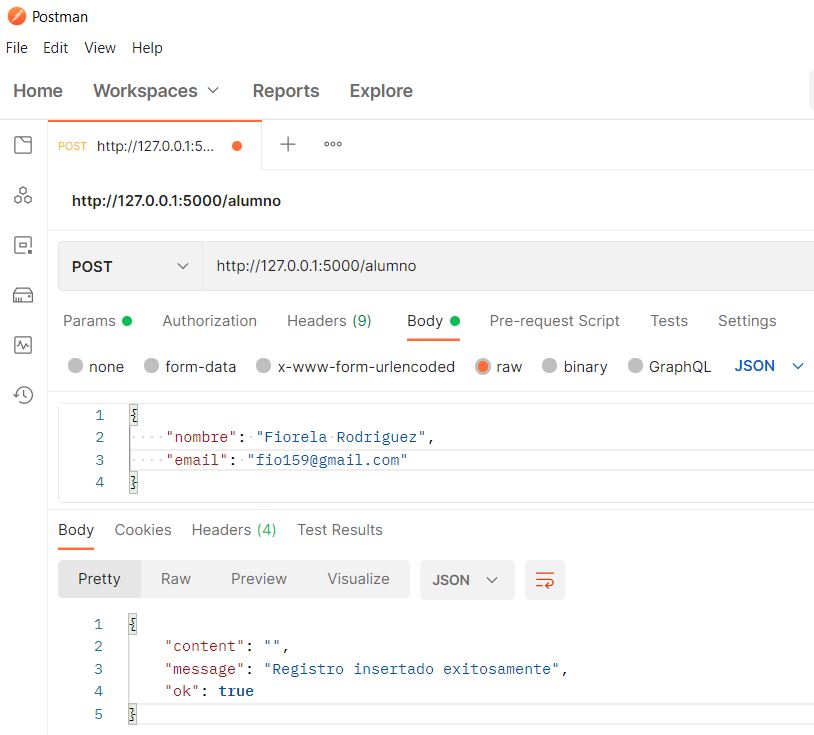 Postman
File Edit View Help
Home Workspaces Reports Explore
POST http://127.0.0.1:5...
http://127.0.0.1:5000/alumno
POST http://127.0.0.1:5000/alumno
Params Authorization Headers (9) Body Pre-request Script Tests Settings
none form-data x-www-form-urlencoded raw binary GraphQL JSON
1 {
2 "nombre": "Fiorela Rodriguez",
3 "email": "fio159@gmail.com"
4 }
Body Cookies Headers (4) Test Results
Pretty Raw Preview Visualize JSON
1 {
2 "content": "",
3 "message": "Registro insertado exitosamente",
4 "ok": true
5 }